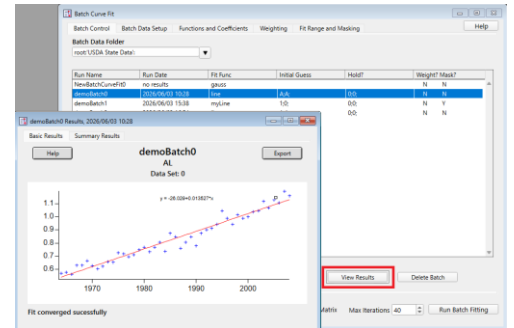 Batch Curve Fit
Batch Control Batch Data Setup Functions and Coefficients Weighting Fit Range and Masking Help
Batch Data Folder
root:'USDA State Data':
Run Name Run Date Fit Func Initial Guess Hold? Weight? Mask?
NewBatchCurveFit0 no results gauss N N
demoBatch0 2026/06/03 10:28 line A;A; 0;0; N N
demoBatch1 2026/06/03 15:38 myLine 1;0; 0;0; N Y
0;0; N N
demoBatch0 Results, 2026/06/03 10:28
Basic Results Summary Results
Help demoBatch0 Export
AL
Data Set: 0
1.1
1.0
0.9
0.8
0.7
0.6
1970 1980 1990 2000
Fit converged sucessfully
View Results Delete Batch
Matrix Max Iterations 40 Run Batch Fitting